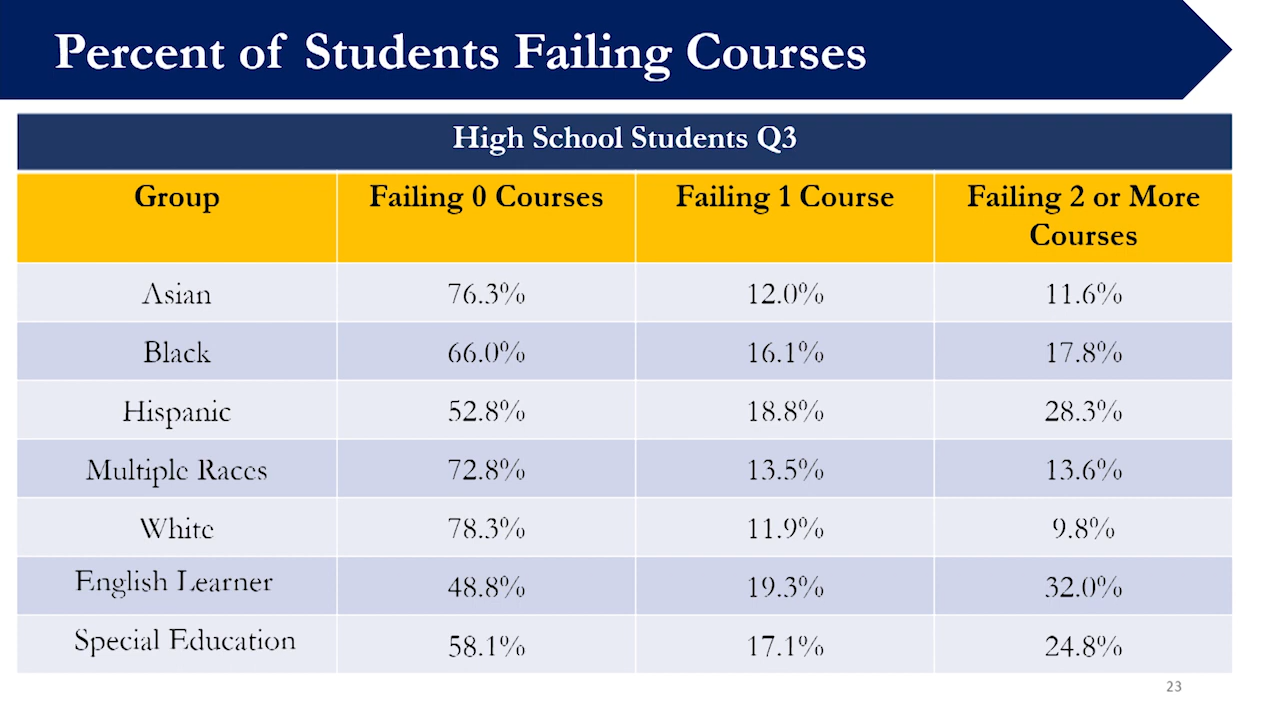 Percent of Students Failing Courses
High School Students Q3
Group Failing 0 Courses Failing 1 Course Failing 2 or More
Courses
Asian 76.3% 12.0% 11.6%
Black 66.0% 16.1% 17.8%
Hispanic 52.8% 18.8% 28.3%
Multiple Races 72.8% 13.5% 13.6%
White 78.3% 11.9% 9.8%
English Learner 48.8% 19.3% 32.0%
Special Education 58.1% 17.1% 24.8%
23